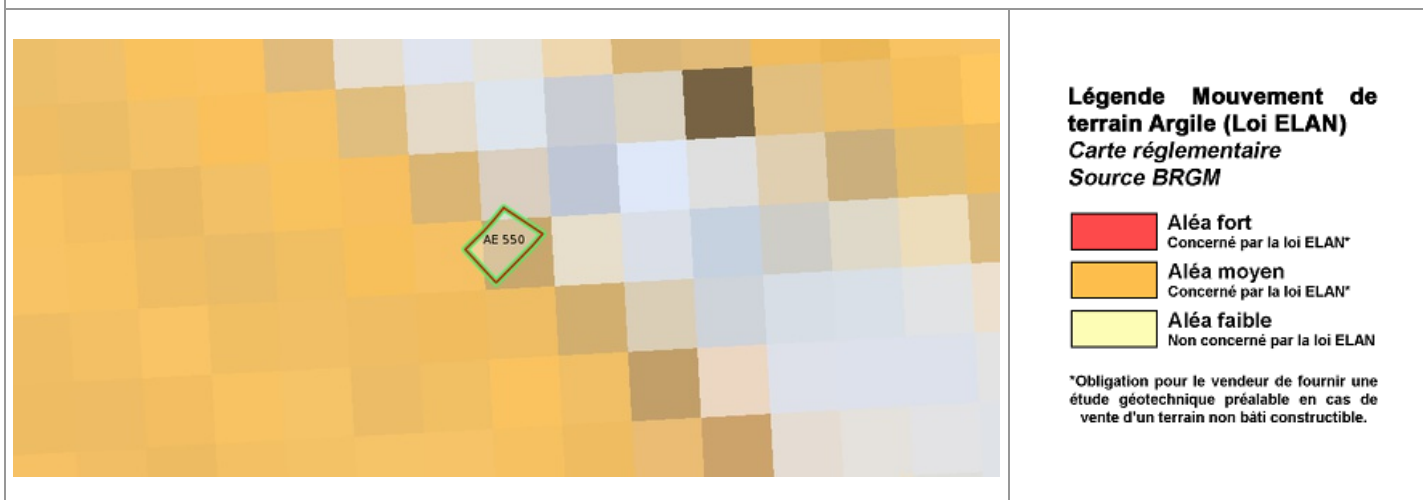 AE 550
Légende Mouvement de
terrain Argile (Loi ELAN)
Carte réglementaire
Source BRGM
Aléa fort
Concerné par la loi ELAN*
Aléa moyen
Concerné par la loi ELAN*
Aléa faible
Non concerné par la loi ELAN
*Obligation pour le vendeur de fournir une
étude géotechnique préalable en cas de
vente d'un terrain non bâti constructible.